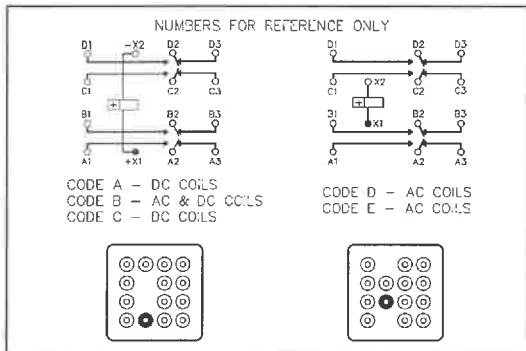 NUMBERS FOR REFERENCE ONLY
D1 -X2 D2 D3
C1 C2 C3
B1 B2 B3
A1 +X1 A2 A3
CODE A - DC COILS
CODE B - AC & DC COILS
CODE C - DC COILS
D1 D2 D3
C1 X2 C2 C3
B1 X1 B2 B3
A1 A2 A3
CODE D - AC COILS
CODE E - AC COILS